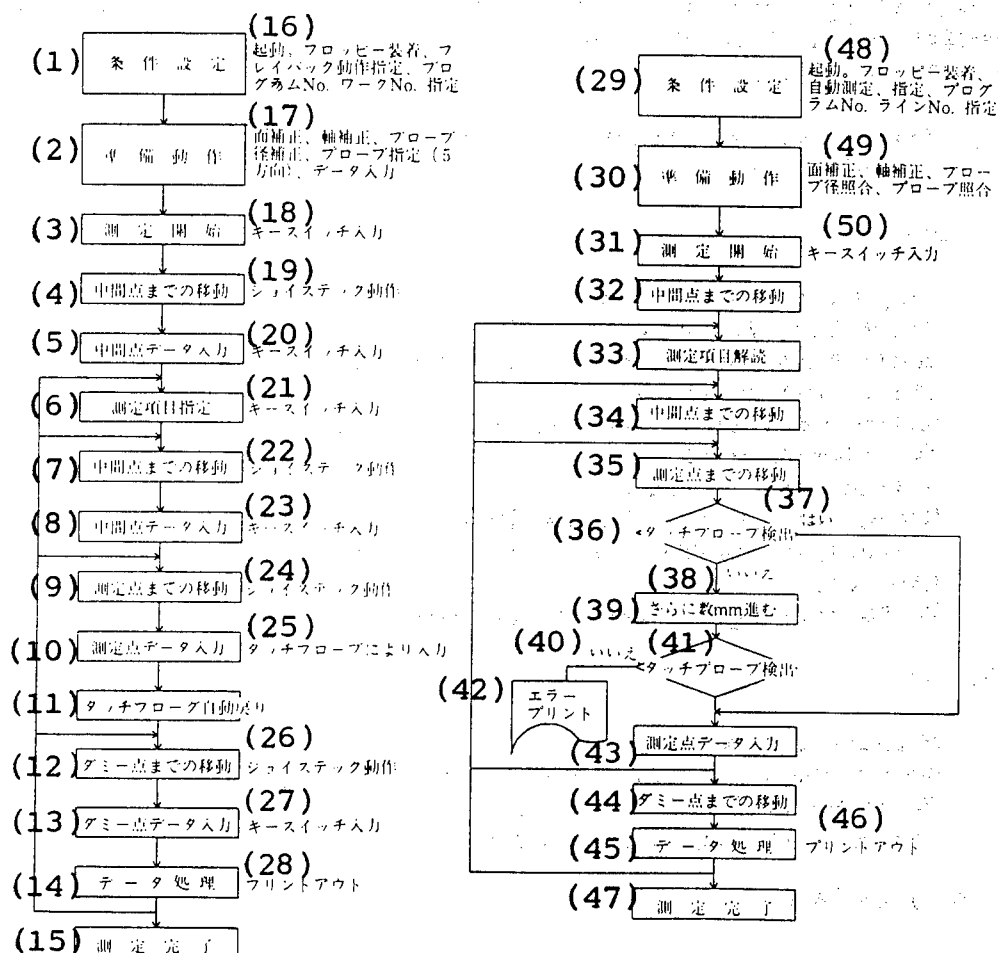 (16)
(1)
条件設定
起動、フロッピー装着、プ
レイバック動作指定、プロ
グラムNo. ワークNo. 指定
(17)
(2)
準備動作
面補正、軸補正、プローブ
径補正、プローブ指定（5
方向）、データ入力
(18)
(3) 測定開始 キースイッチ入力
(19)
(4) 中間点までの移動 ジョイステック動作
(20)
(5) 中間点データ入力 キースイッチ入力
(21)
(6) 測定項目指定 キースイッチ入力
(22)
(7) 中間点までの移動 ジョイステック動作
(23)
(8) 中間点データ入力 キースイッチ入力
(24)
(9) 測定点までの移動 ジョイステック動作
(25)
(10) 測定点データ入力 タッチプローブにより入力
(11) タッチフローグ自動戻り
(26)
(12) ダミー点までの移動 ジョイステック動作
(27)
(13) ダミー点データ入力 キースイッチ入力
(28)
(14) データ処理 プリントアウト
(15) 測定完了
(48)
(29)
条件設定
起動。フロッピー装着、
自動測定、指定、プログ
ラムNo. ラインNo. 指定
(49)
(30)
準備動作
面補正、軸補正、プロー
ブ径照合、プローブ照合
(50)
(31) 測定開始 キースイッチ入力
(32) 中間点までの移動
(33) 測定項目解読
(34) 中間点までの移動
(35) 測定点までの移動
(37) はい
(36) タッチプローブ検出
(38) いいえ
(39) さらに数mm進む
(40) いいえ
(41) タッチプローブ検出
(42) エラー
プリント
(43) 測定点データ入力
(44) ダミー点までの移動
(46)
(45) データ処理 プリントアウト
(47) 測定完了